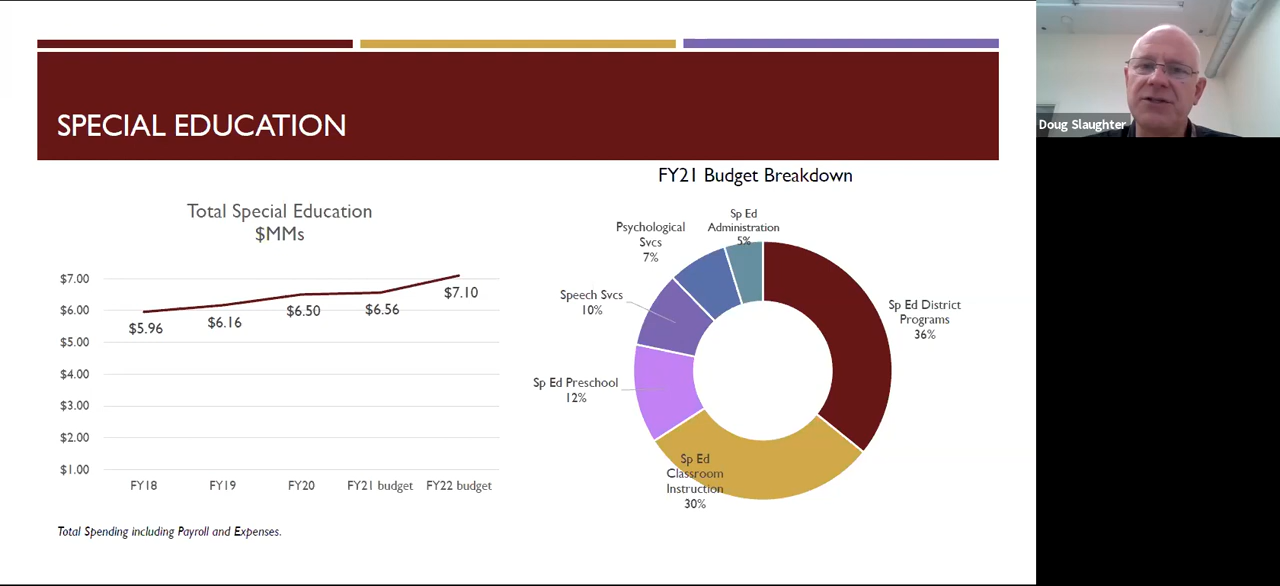 SPECIAL EDUCATION
Doug Slaughter
Total Special Education
$MMs
$7.00
$6.00
$5.00
$4.00
$3.00
$2.00
$1.00
$5.96
$6.16
$6.50
$6.56
$7.10
FY18
FY19
FY20
FY21 budget
FY22 budget
Total Spending including Payroll and Expenses.
FY21 Budget Breakdown
Sp Ed
Administration
5%
Psychological
Svcs
7%
Speech Svcs
10%
Sp Ed Preschool
12%
Sp Ed
Classroom
Instruction
30%
Sp Ed District
Programs
36%